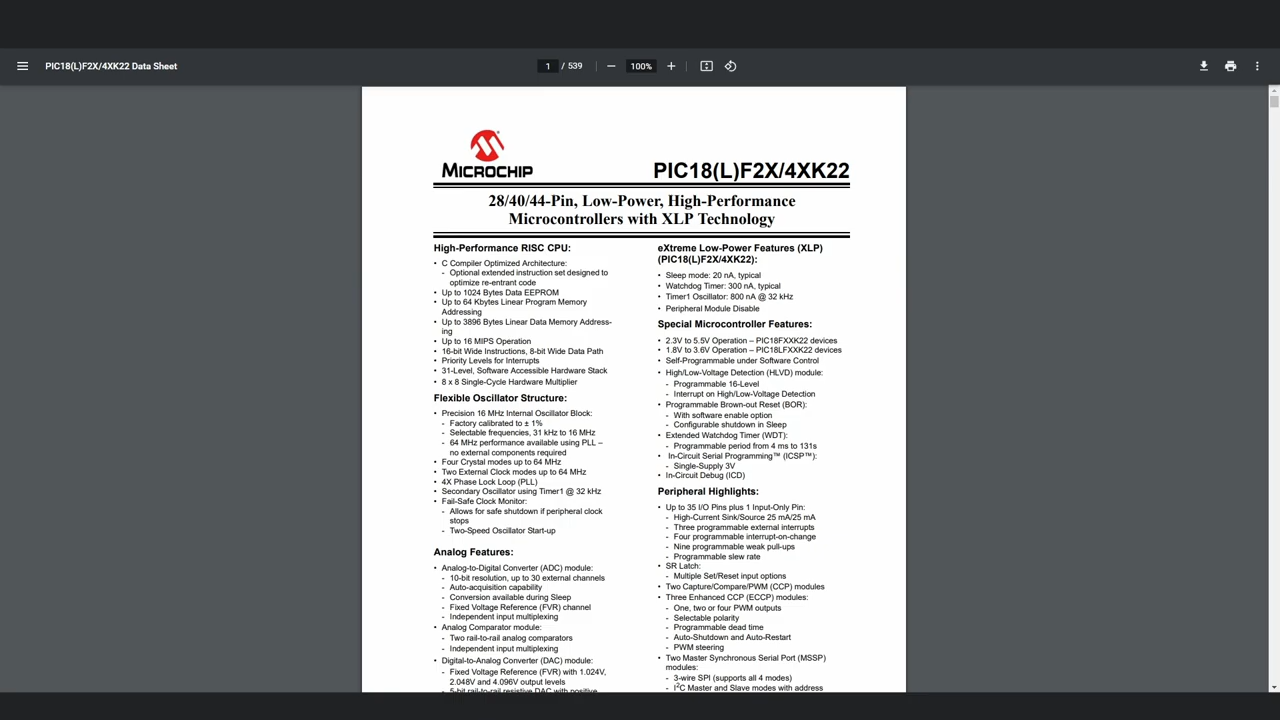 PIC18(L)F2X/4XK22 Data Sheet
1 / 539
100%
MICROCHIP
PIC18(L)F2X/4XK22
28/40/44-Pin, Low-Power, High-Performance
Microcontrollers with XLP Technology
High-Performance RISC CPU:
• C Compiler Optimized Architecture:
- Optional extended instruction set designed to
optimize re-entrant code
• Up to 1024 Bytes Data EEPROM
• Up to 64 Kbytes Linear Program Memory
Addressing
• Up to 3896 Bytes Linear Data Memory Address-
ing
• Up to 16 MIPS Operation
• 16-bit Wide Instructions, 8-bit Wide Data Path
• Priority Levels for Interrupts
• 31-Level, Software Accessible Hardware Stack
• 8 x 8 Single-Cycle Hardware Multiplier
Flexible Oscillator Structure:
• Precision 16 MHz Internal Oscillator Block:
- Factory calibrated to ± 1%
- Selectable frequencies, 31 kHz to 16 MHz
- 64 MHz performance available using PLL –
no external components required
• Four Crystal modes up to 64 MHz
• Two External Clock modes up to 64 MHz
• 4X Phase Lock Loop (PLL)
• Secondary Oscillator using Timer1 @ 32 kHz
• Fail-Safe Clock Monitor:
- Allows for safe shutdown if peripheral clock
stops
- Two-Speed Oscillator Start-up
Analog Features:
• Analog-to-Digital Converter (ADC) module:
- 10-bit resolution, up to 30 external channels
- Auto-acquisition capability
- Conversion available during Sleep
- Fixed Voltage Reference (FVR) channel
- Independent input multiplexing
• Analog Comparator module:
- Two rail-to-rail analog comparators
- Independent input multiplexing
• Digital-to-Analog Converter (DAC) module:
- Fixed Voltage Reference (FVR) with 1.024V,
2.048V and 4.096V output levels
- 5-bit rail-to-rail resistive DAC with positive
eXtreme Low-Power Features (XLP)
(PIC18(L)F2X/4XK22):
• Sleep mode: 20 nA, typical
• Watchdog Timer: 300 nA, typical
• Timer1 Oscillator: 800 nA @ 32 kHz
• Peripheral Module Disable
Special Microcontroller Features:
• 2.3V to 5.5V Operation – PIC18FXXK22 devices
• 1.8V to 3.6V Operation – PIC18LFXXK22 devices
• Self-Programmable under Software Control
• High/Low-Voltage Detection (HLVD) module:
- Programmable 16-Level
- Interrupt on High/Low-Voltage Detection
• Programmable Brown-out Reset (BOR):
- With software enable option
- Configurable shutdown in Sleep
• Extended Watchdog Timer (WDT):
- Programmable period from 4 ms to 131s
• In-Circuit Serial Programming™ (ICSP™):
- Single-Supply 3V
• In-Circuit Debug (ICD)
Peripheral Highlights:
• Up to 35 I/O Pins plus 1 Input-Only Pin:
- High-Current Sink/Source 25 mA/25 mA
- Three programmable external interrupts
- Four programmable interrupt-on-change
- Nine programmable weak pull-ups
- Programmable slew rate
• SR Latch:
- Multiple Set/Reset input options
• Two Capture/Compare/PWM (CCP) modules
• Three Enhanced CCP (ECCP) modules:
- One, two or four PWM outputs
- Selectable polarity
- Programmable dead time
- Auto-Shutdown and Auto-Restart
- PWM steering
• Two Master Synchronous Serial Port (MSSP)
modules:
- 3-wire SPI (supports all 4 modes)
- I²C Master and Slave modes with address